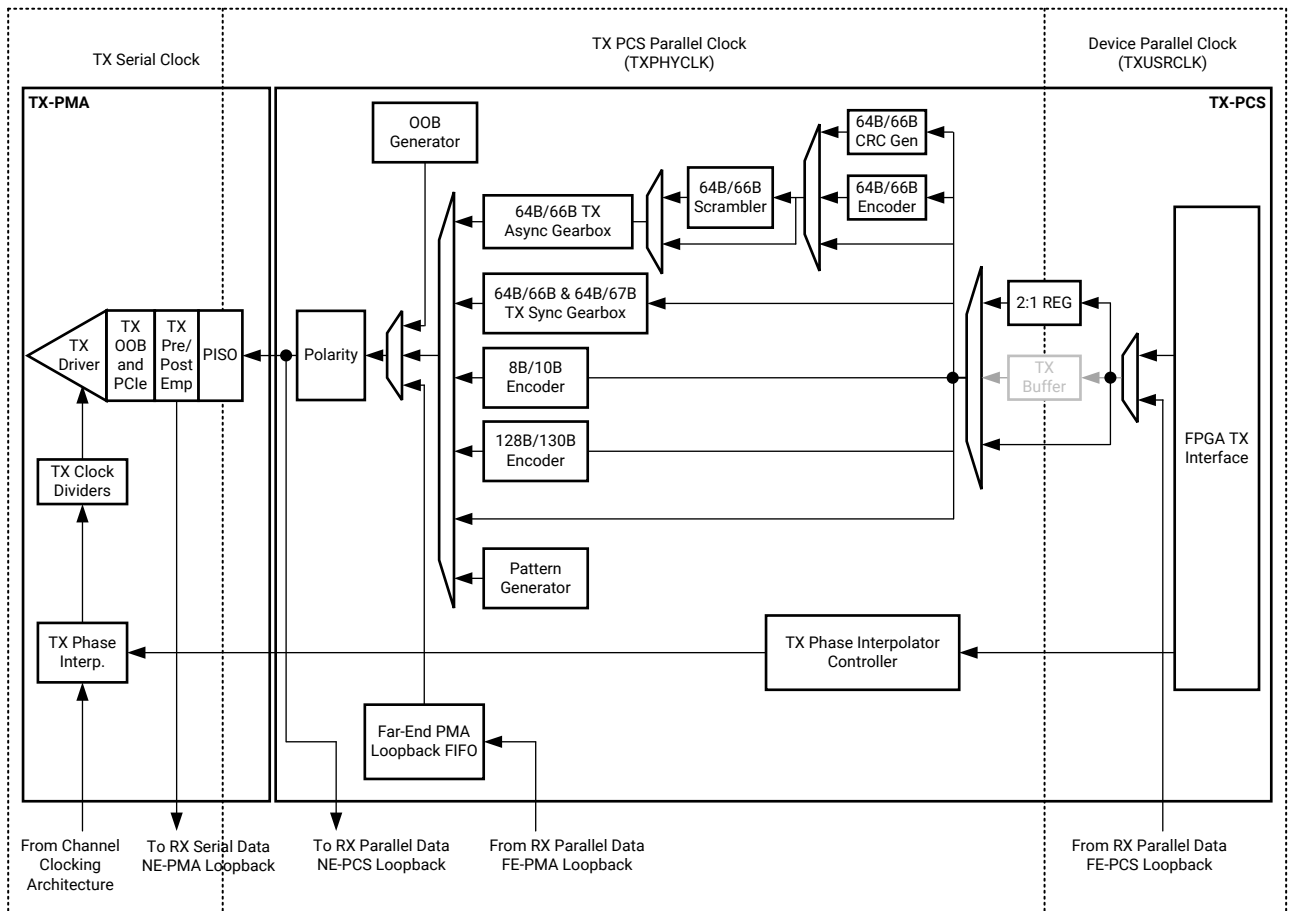 TX Serial Clock
TX PCS Parallel Clock
(TXPHYCLK)
Device Parallel Clock
(TXUSRCLK)
TX-PMA
TX-PCS
OOB
Generator
64B/66B
CRC Gen
64B/66B
Scrambler
64B/66B
Encoder
64B/66B TX
Async Gearbox
64B/66B & 64B/67B
TX Sync Gearbox
2:1 REG
TX
Driver
TX
OOB
and
PCIe
TX
Pre/
Post
Emp
PISO
Polarity
8B/10B
Encoder
TX
Buffer
128B/130B
Encoder
FPGA TX
Interface
TX Clock
Dividers
Pattern
Generator
TX Phase
Interp.
TX Phase Interpolator
Controller
Far-End PMA
Loopback FIFO
From Channel
Clocking
Architecture
To RX Serial Data
NE-PMA Loopback
To RX Parallel Data
NE-PCS Loopback
From RX Parallel Data
FE-PMA Loopback
From RX Parallel Data
FE-PCS Loopback